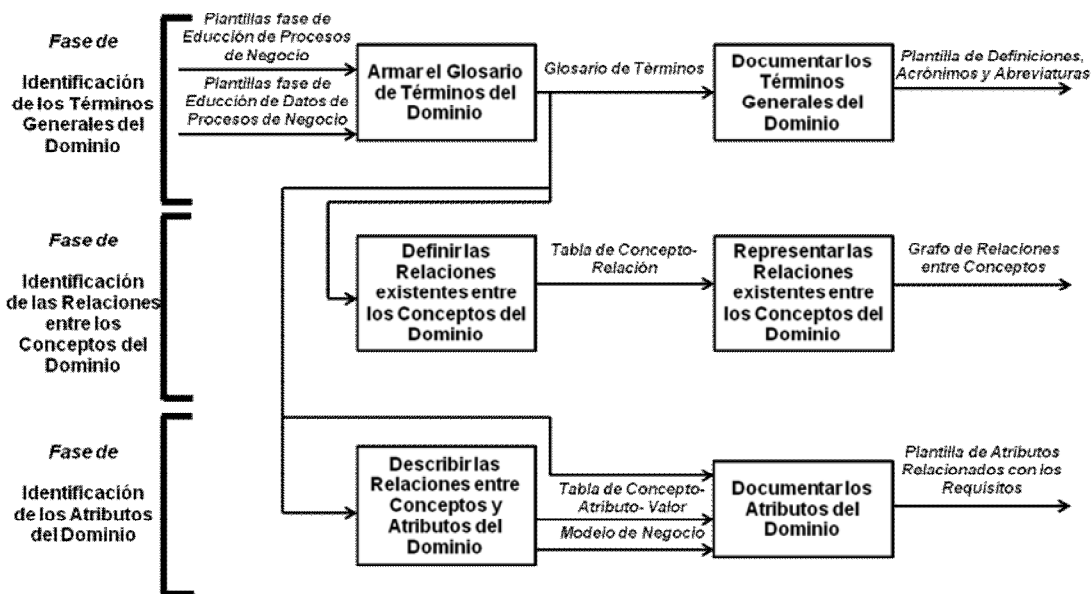 Fase de
Identificación
de los Términos
Generales del
Dominio
Plantillas fase de
Educción de Procesos
de Negocio
Plantillas fase de
Educción de Datos de
Procesos de Negocio
Armar el Glosario
de Términos del
Dominio
Glosario de Términos
Documentar los
Términos
Generales del
Dominio
Plantilla de Definiciones,
Acrónimos y Abreviaturas
Fase de
Identificación
de las Relaciones
entre los
Conceptos del
Dominio
Definir las
Relaciones
existentes entre
los Conceptos del
Dominio
Tabla de Concepto-
Relación
Representar las
Relaciones
existentes entre
los Conceptos del
Dominio
Grafo de Relaciones
entre Conceptos
Fase de
Identificación
de los Atributos
del Dominio
Describir las
Relaciones entre
Conceptos y
Atributos del
Dominio
Tabla de Concepto-
Atributo- Valor
Modelo de Negocio
Documentar los
Atributos del
Dominio
Plantilla de Atributos
Relacionados con los
Requisitos